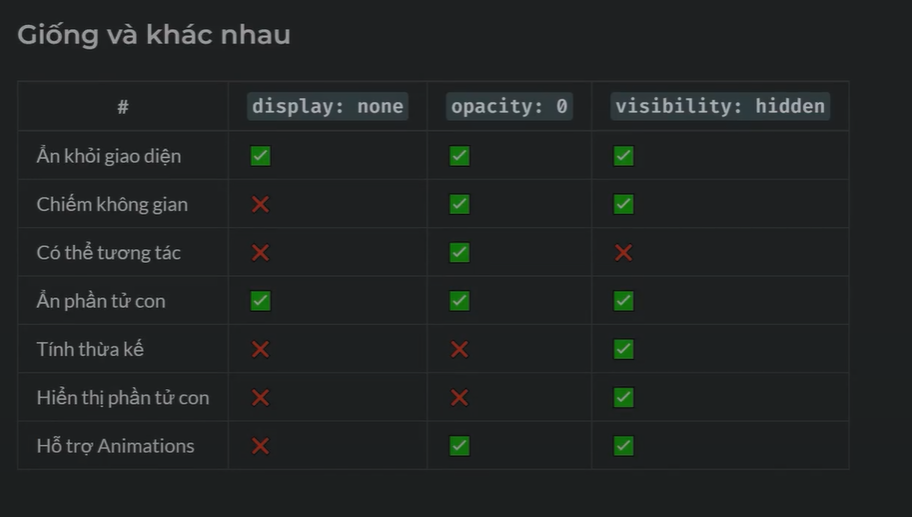 Giống và khác nhau
# display: none opacity: 0 visibility: hidden
Ẩn khỏi giao diện ✅ ✅ ✅
Chiếm không gian ❌ ✅ ✅
Có thể tương tác ❌ ✅ ❌
Ẩn phần tử con ✅ ✅ ✅
Tính thừa kế ❌ ❌ ✅
Hiển thị phần tử con ❌ ❌ ✅
Hỗ trợ Animations ❌ ✅ ✅